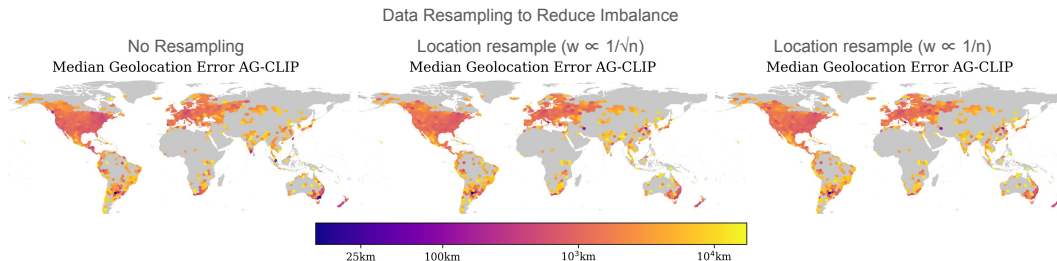 Data Resampling to Reduce Imbalance
No Resampling
Median Geolocation Error AG-CLIP
Location resample (w ∝ 1/√n)
Median Geolocation Error AG-CLIP
Location resample (w ∝ 1/n)
Median Geolocation Error AG-CLIP
25km 100km 10³km 10⁴km